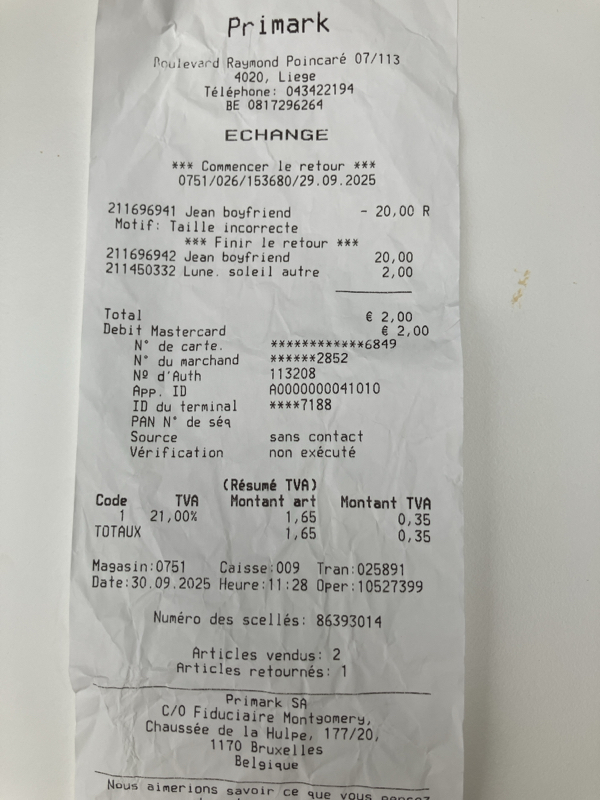 Primark
Boulevard Raymond Poincaré 07/113
4020, Liege
Téléphone: 043422194
BE 0817296264
ECHANGE
*** Commencer le retour ***
0751/026/153680/29.09.2025
211696941 Jean boyfriend - 20,00 R
Motif: Taille incorrecte
*** Finir le retour ***
211696942 Jean boyfriend 20,00
211450332 Lune. soleil autre 2,00
Total € 2,00
Debit Mastercard € 2,00
N° de carte. ************6849
N° du marchand ******2852
Nº d'Auth 113208
App. ID A0000000041010
ID du terminal ****7188
PAN N° de séq
Source sans contact
Vérification non exécuté
(Résumé TVA)
Code TVA Montant art Montant TVA
1 21,00% 1,65 0,35
TOTAUX 1,65 0,35
Magasin:0751 Caisse:009 Tran:025891
Date:30.09.2025 Heure:11:28 Oper:10527399
Numéro des scellés: 86393014
Articles vendus: 2
Articles retournés: 1
Primark SA
C/O Fiduciaire Montgomery,
Chaussée de la Hulpe, 177/20,
1170 Bruxelles
Belgique
Nous aimerions savoir ce que vous pensez